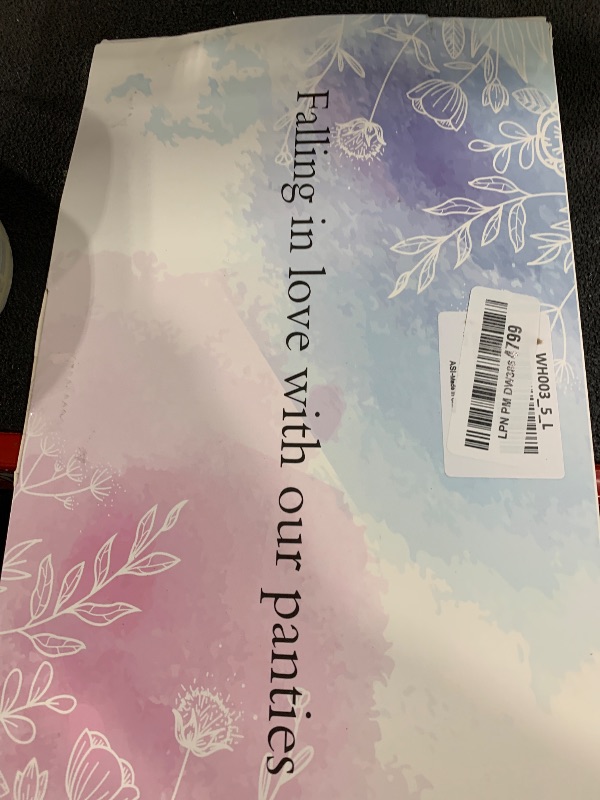 Falling in love with our panties
WH003_5_L
LPN PM